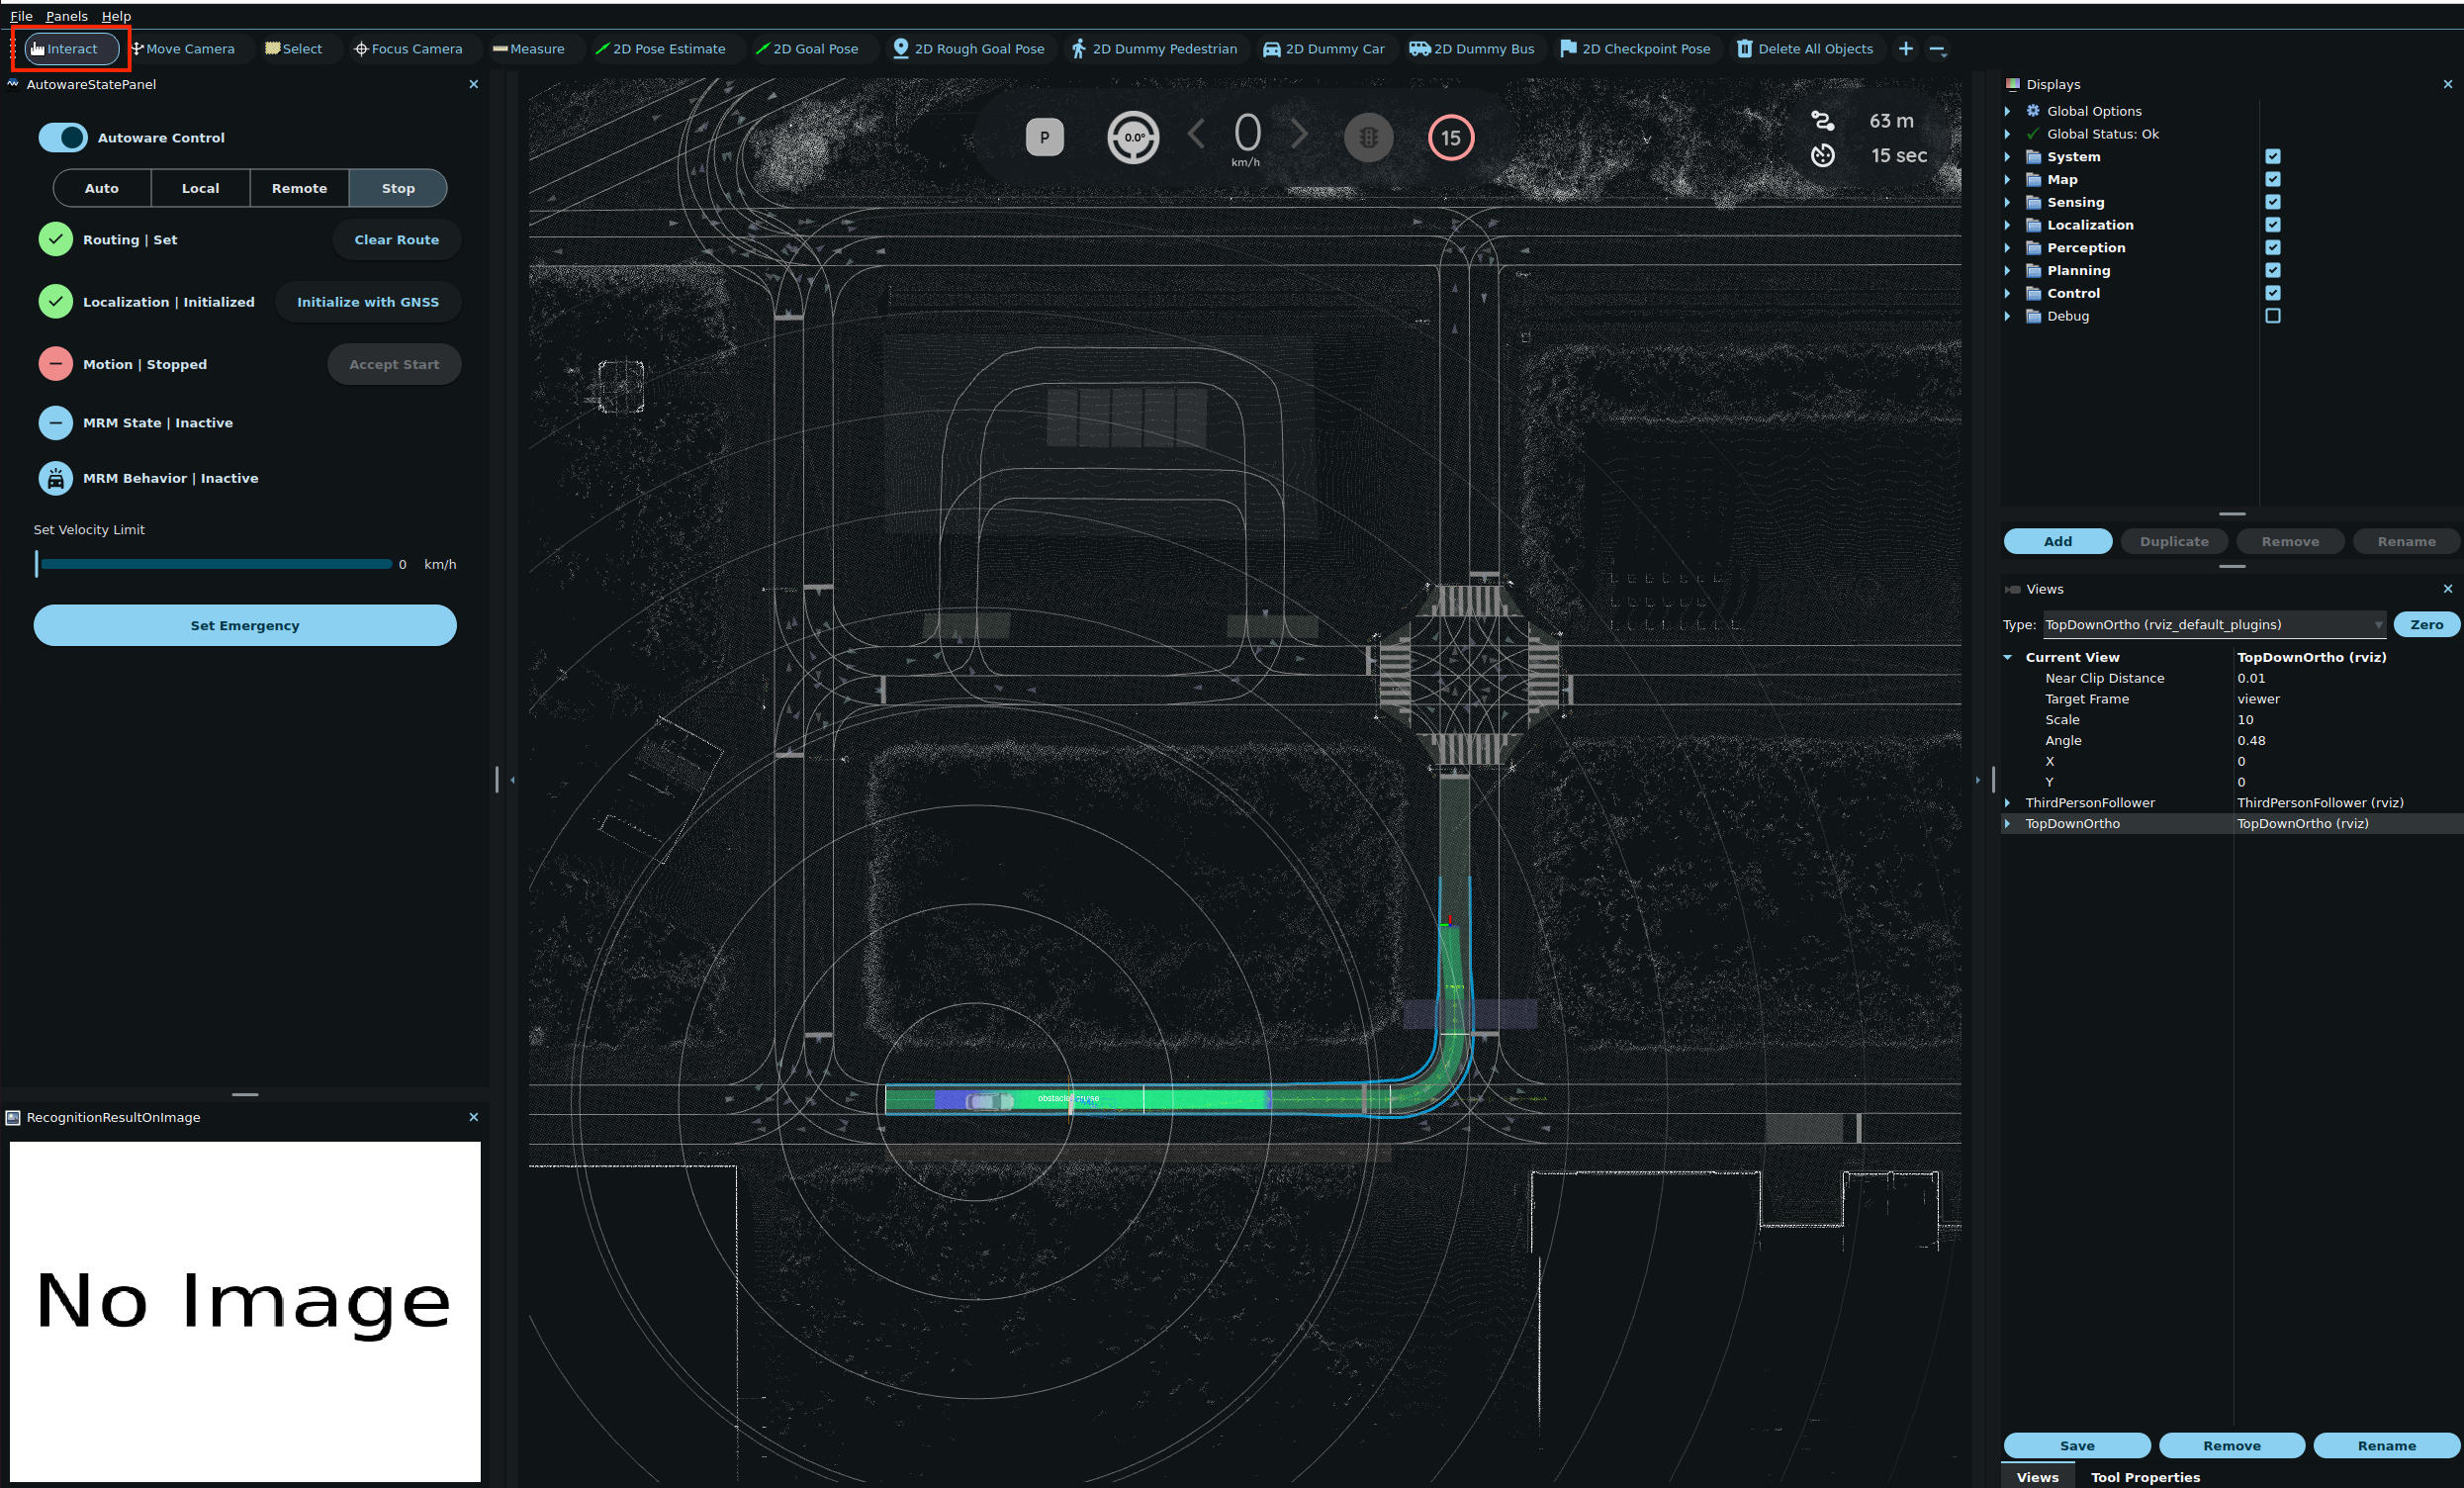 File Panels Help
Interact Move Camera Select Focus Camera Measure 2D Pose Estimate 2D Goal Pose 2D Rough Goal Pose 2D Dummy Pedestrian 2D Dummy Car 2D Dummy Bus 2D Checkpoint Pose Delete All Objects
AutowareStatePanel
Autoware Control
Auto Local Remote Stop
Routing | Set Clear Route
Localization | Initialized Initialize with GNSS
Motion | Stopped Accept Start
MRM State | Inactive
MRM Behavior | Inactive
Set Velocity Limit
0 km/h
Set Emergency
RecognitionResultOnImage
No Image
P 0.0° 0 15
km/h
63 m
15 sec
Displays
Global Options
Global Status: Ok
System
Map
Sensing
Localization
Perception
Planning
Control
Debug
Add Duplicate Remove Rename
Views
Type: TopDownOrtho (rviz_default_plugins) Zero
Current View TopDownOrtho (rviz)
Near Clip Distance 0.01
Target Frame viewer
Scale 10
Angle 0.48
X 0
Y 0
ThirdPersonFollower ThirdPersonFollower (rviz)
TopDownOrtho TopDownOrtho (rviz)
Save Remove Rename
Views Tool Properties